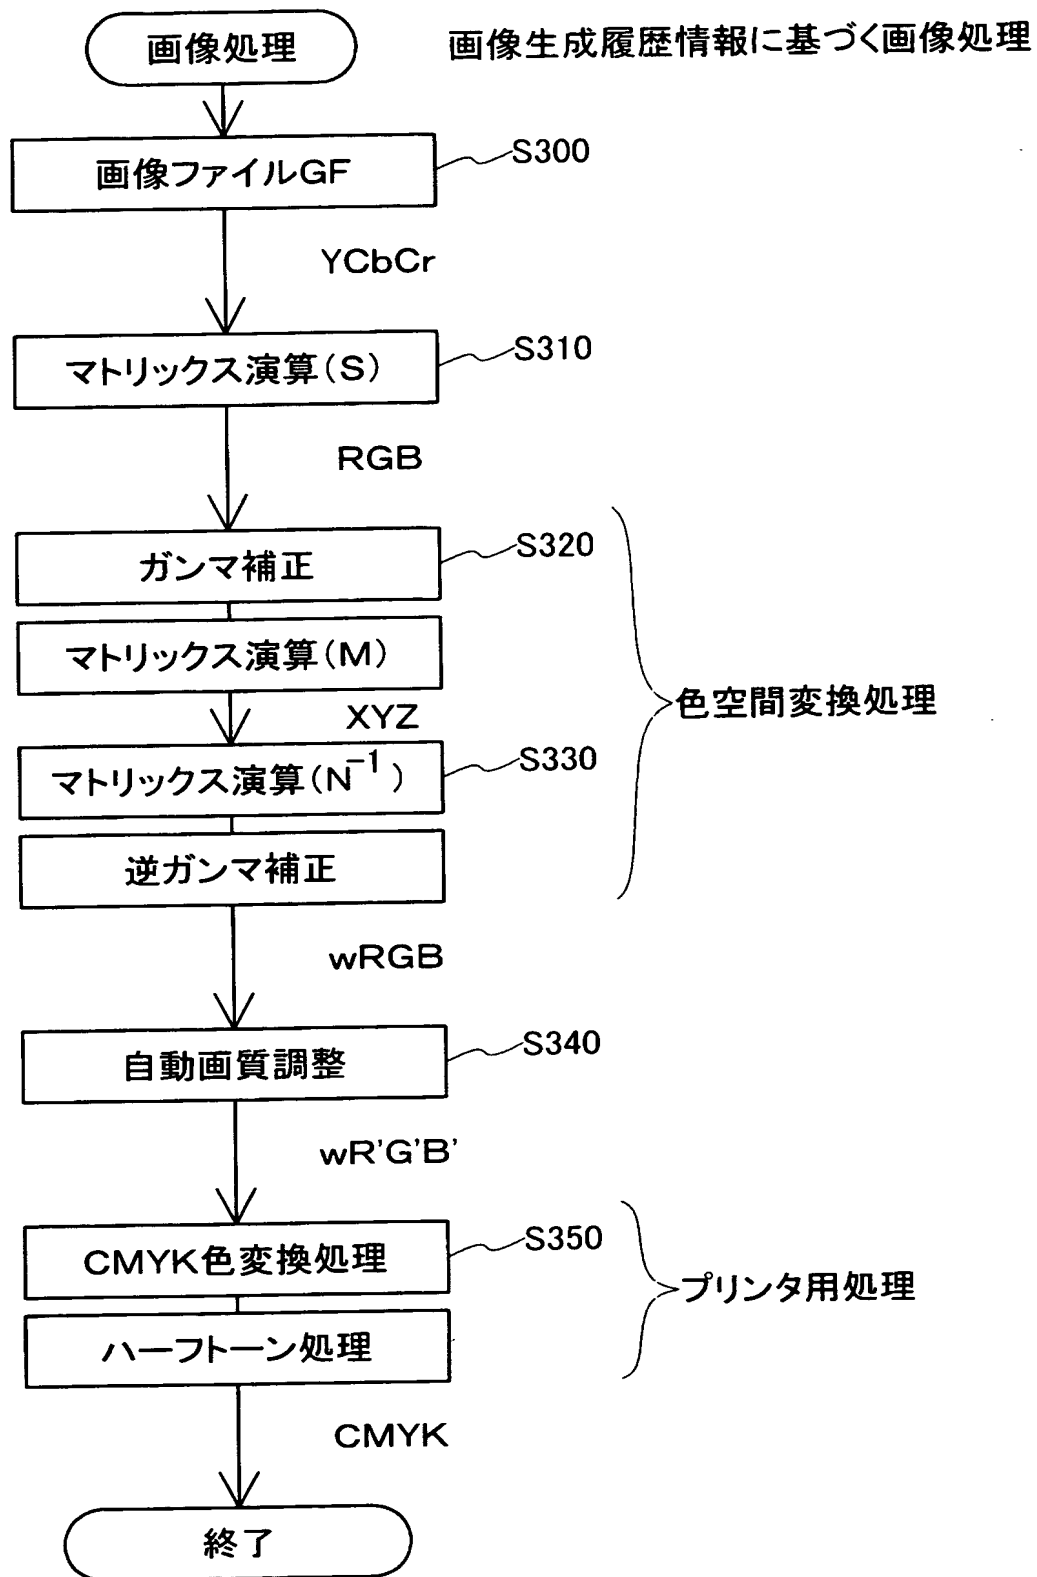 画像処理
画像生成履歴情報に基づく画像処理
画像ファイルGF
S300
YCbCr
マトリックス演算(S)
S310
RGB
ガンマ補正
S320
マトリックス演算(M)
色空間変換処理
XYZ
マトリックス演算(N⁻¹)
S330
逆ガンマ補正
wRGB
自動画質調整
S340
wR'G'B'
CMYK色変換処理
S350
プリンタ用処理
ハーフトーン処理
CMYK
終了